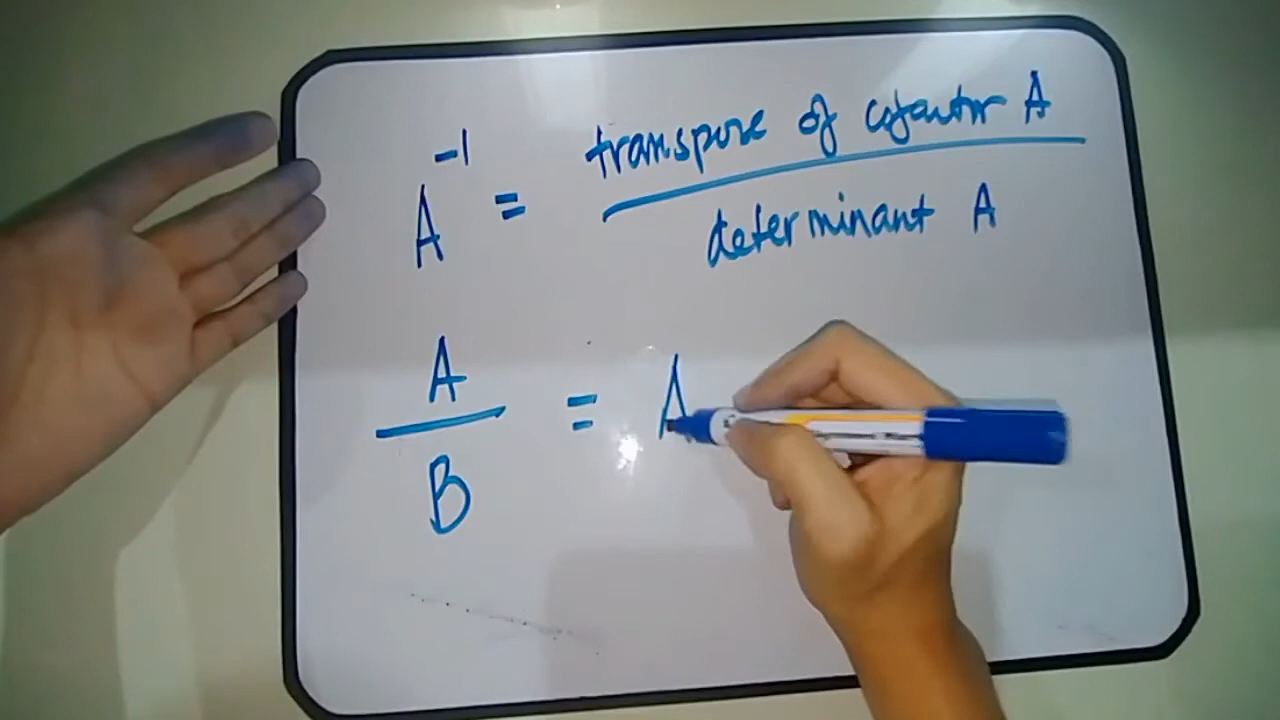 A⁻¹ = transpose of cofactor A
determinant A
A = A
B